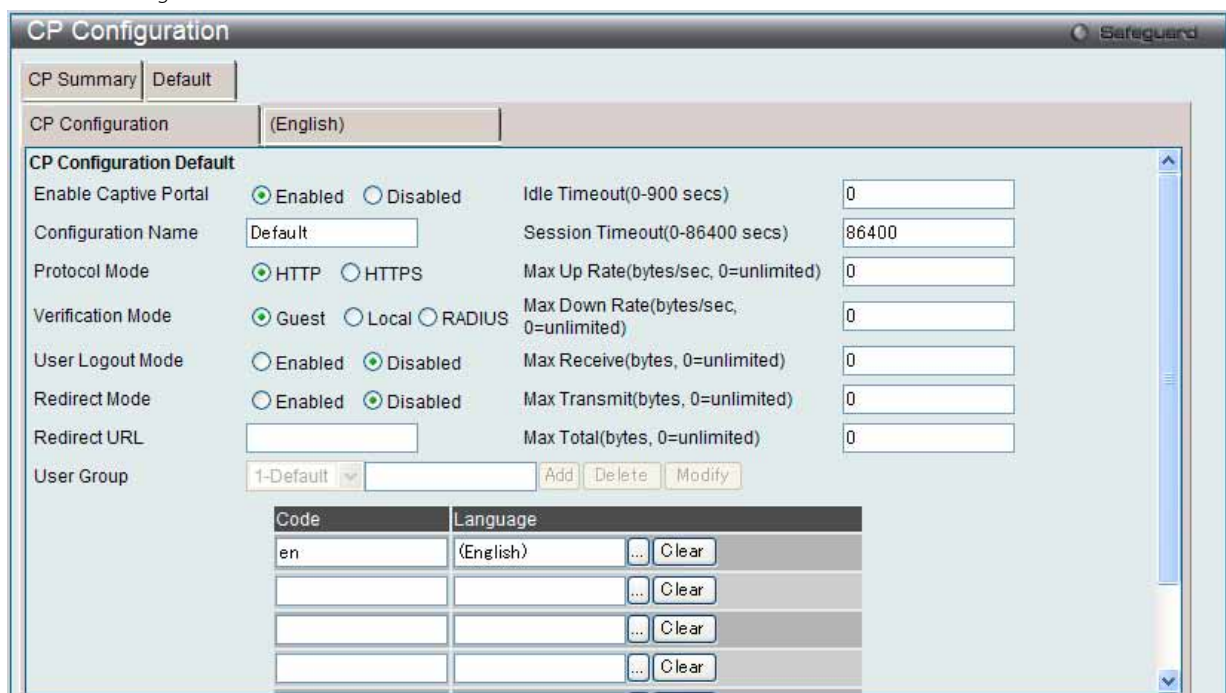 CP Configuration
Safeguard
CP Summary
Default
CP Configuration
(English)
CP Configuration Default
Enable Captive Portal Enabled Disabled Idle Timeout(0-900 secs) 0
Configuration Name Default Session Timeout(0-86400 secs) 86400
Protocol Mode HTTP HTTPS Max Up Rate(bytes/sec, 0=unlimited) 0
Verification Mode Guest Local RADIUS Max Down Rate(bytes/sec,
0=unlimited) 0
User Logout Mode Enabled Disabled Max Receive(bytes, 0=unlimited) 0
Redirect Mode Enabled Disabled Max Transmit(bytes, 0=unlimited) 0
Redirect URL Max Total(bytes, 0=unlimited) 0
User Group 1-Default Add Delete Modify
Code Language
en (English) ... Clear
... Clear
... Clear
... Clear